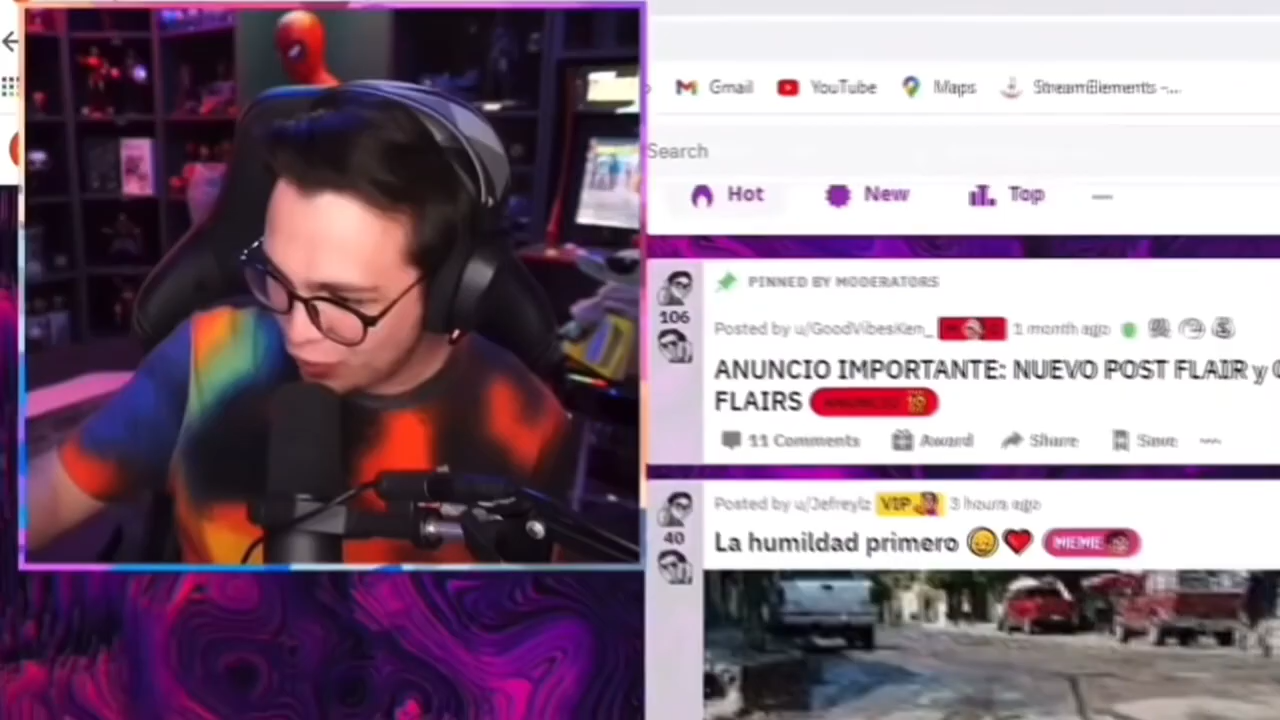 Gmail YouTube Maps StreamElements -...
Search
Hot New Top
PINNED BY MODERATORS
106
Posted by u/GoodVibesKen_ 1 month ago
ANUNCIO IMPORTANTE: NUEVO POST FLAIR y
FLAIRS
11 Comments Award Share Save
Posted by u/Jefreylz VIP 3 hours ago
40
La humildad primero MEME